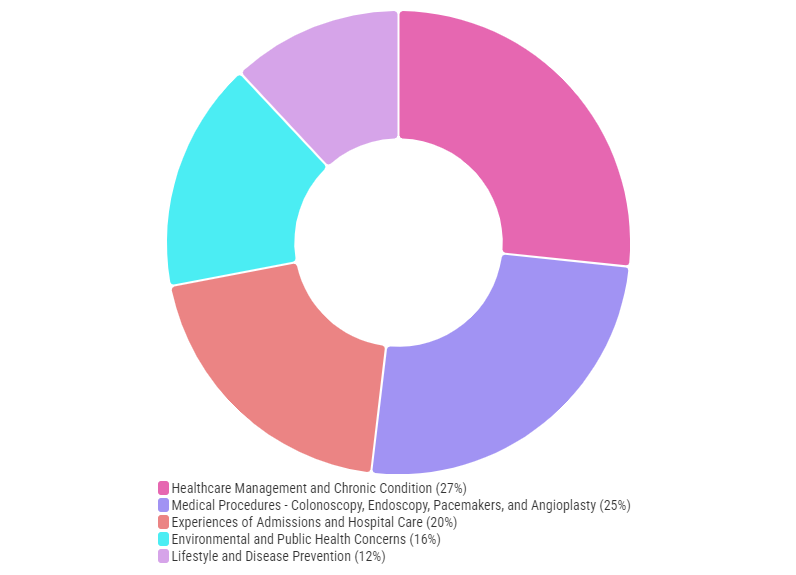 Healthcare Management and Chronic Condition (27%)
Medical Procedures - Colonoscopy, Endoscopy, Pacemakers, and Angioplasty (25%)
Experiences of Admissions and Hospital Care (20%)
Environmental and Public Health Concerns (16%)
Lifestyle and Disease Prevention (12%)